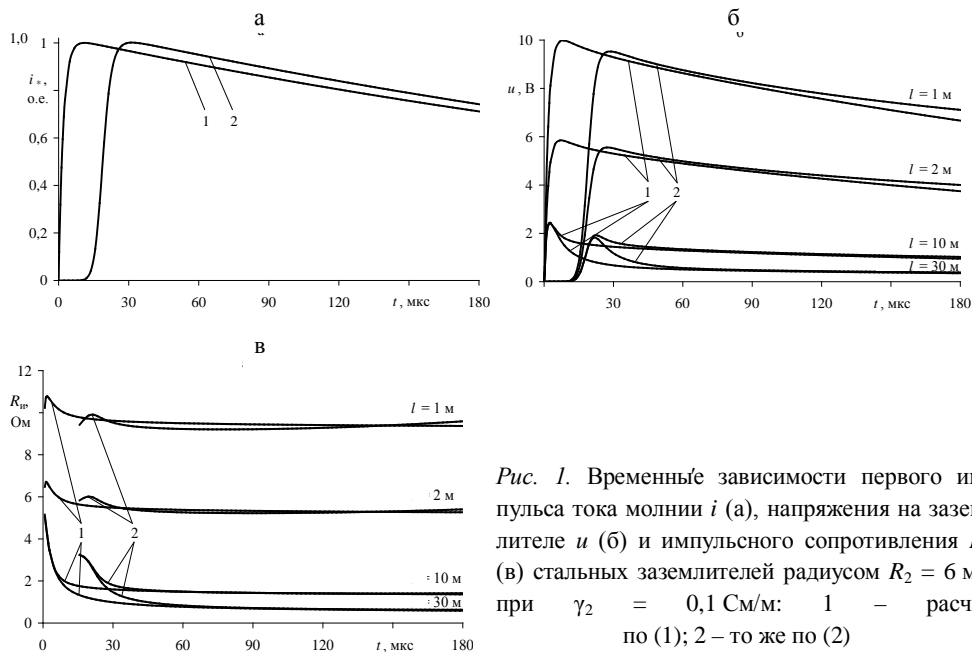 а
1,0
1
i *,
о.е.
0,8
0,6
0,4
0,2
0
0 30 60 90 120 150 180
t , мкс
1 2
б
10
u , В
8
6
4
2
0
30 60 90 120 150 180
t , мкс
l = 1 м
l = 2 м
l = 10 м
l = 30 м
1 2
в
12
Rи,
Ом
8
6
4
2
0
0 30 60 90 120 150 180
t , мкс
l = 1 м
= 2 м
= 10 м
= 30 м
1 2
Рис. 1. Временны́е зависимости первого им
пульса тока молнии i (а), напряжения на зазем
лителе u (б) и импульсного сопротивления
(в) стальных заземлителей радиусом R2 = 6 м
при γ2 = 0,1 См/м: 1 – расч
по (1); 2 – то же по (2)